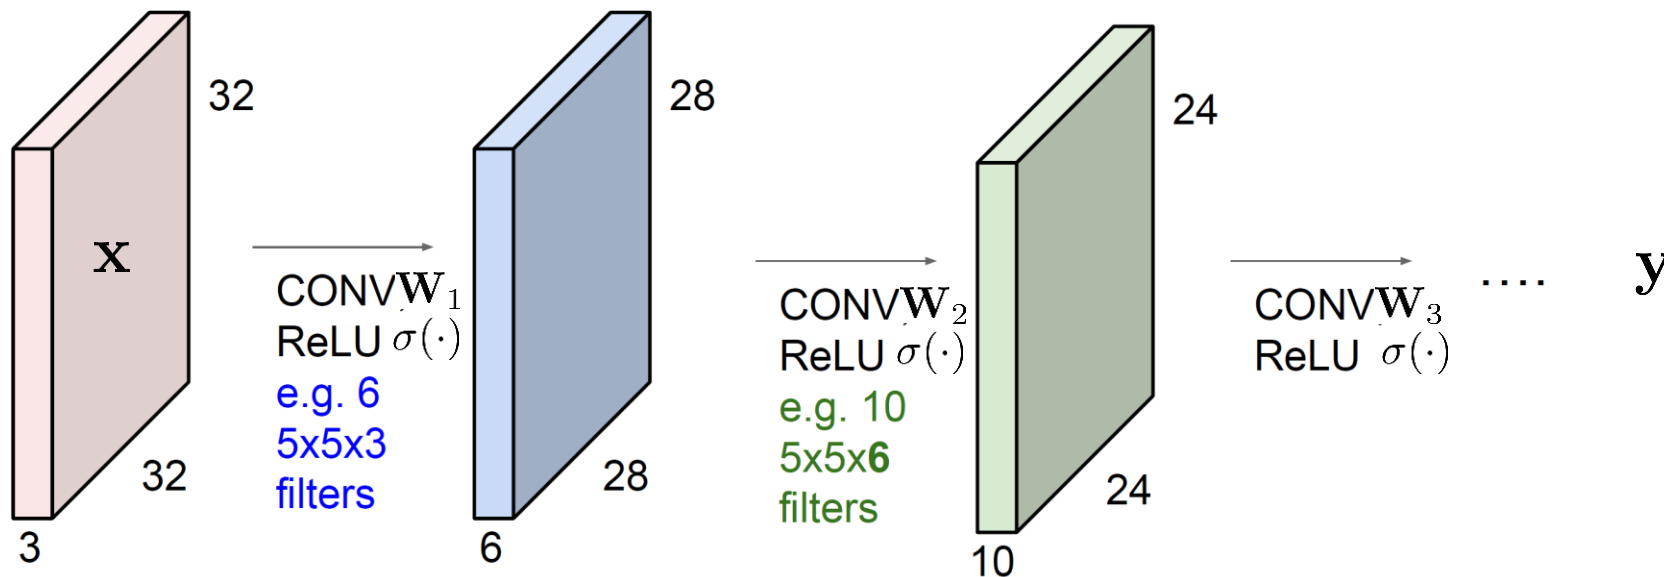 32
x
32
3
CONV W₁
ReLU σ(·)
e.g. 6
5x5x3
filters
28
28
6
CONV W₂
ReLU σ(·)
e.g. 10
5x5x6
filters
24
24
10
CONV W₃
ReLU σ(·)
....
y